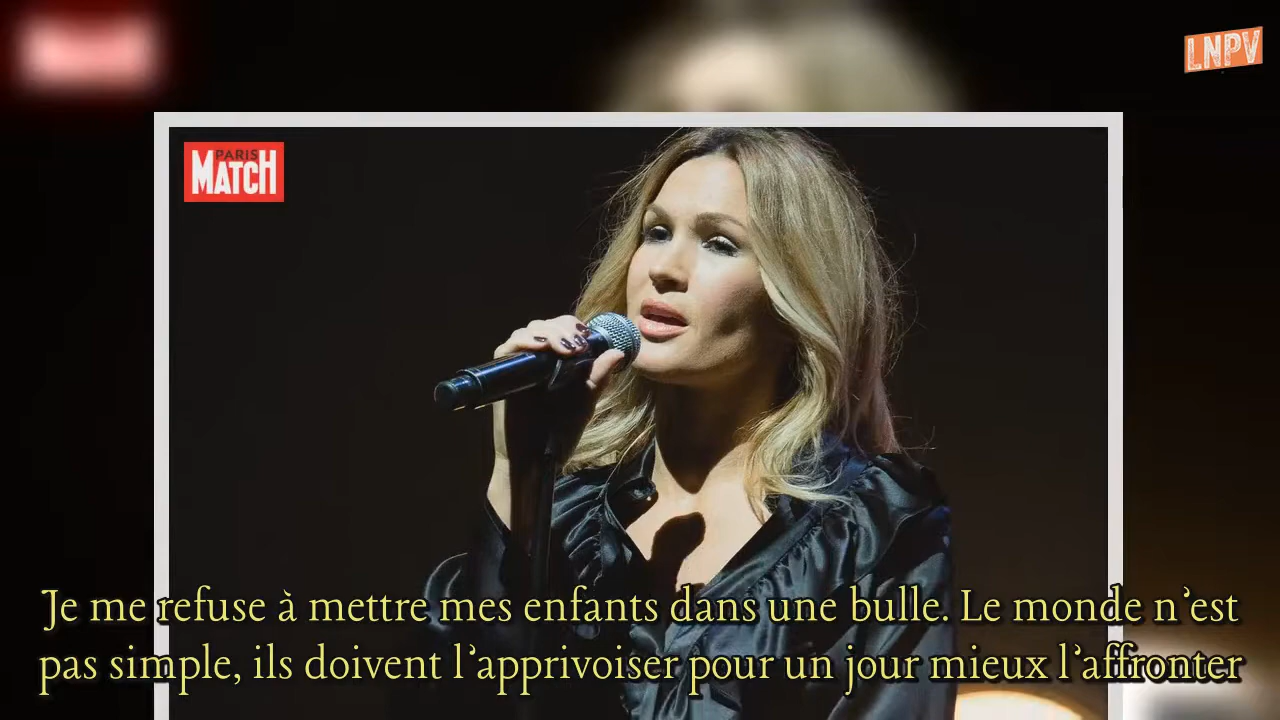 LNPV
PARIS
MATCH
Je me refuse à mettre mes enfants dans une bulle. Le monde n’est
pas simple, ils doivent l’apprivoiser pour un jour mieux l’affronter